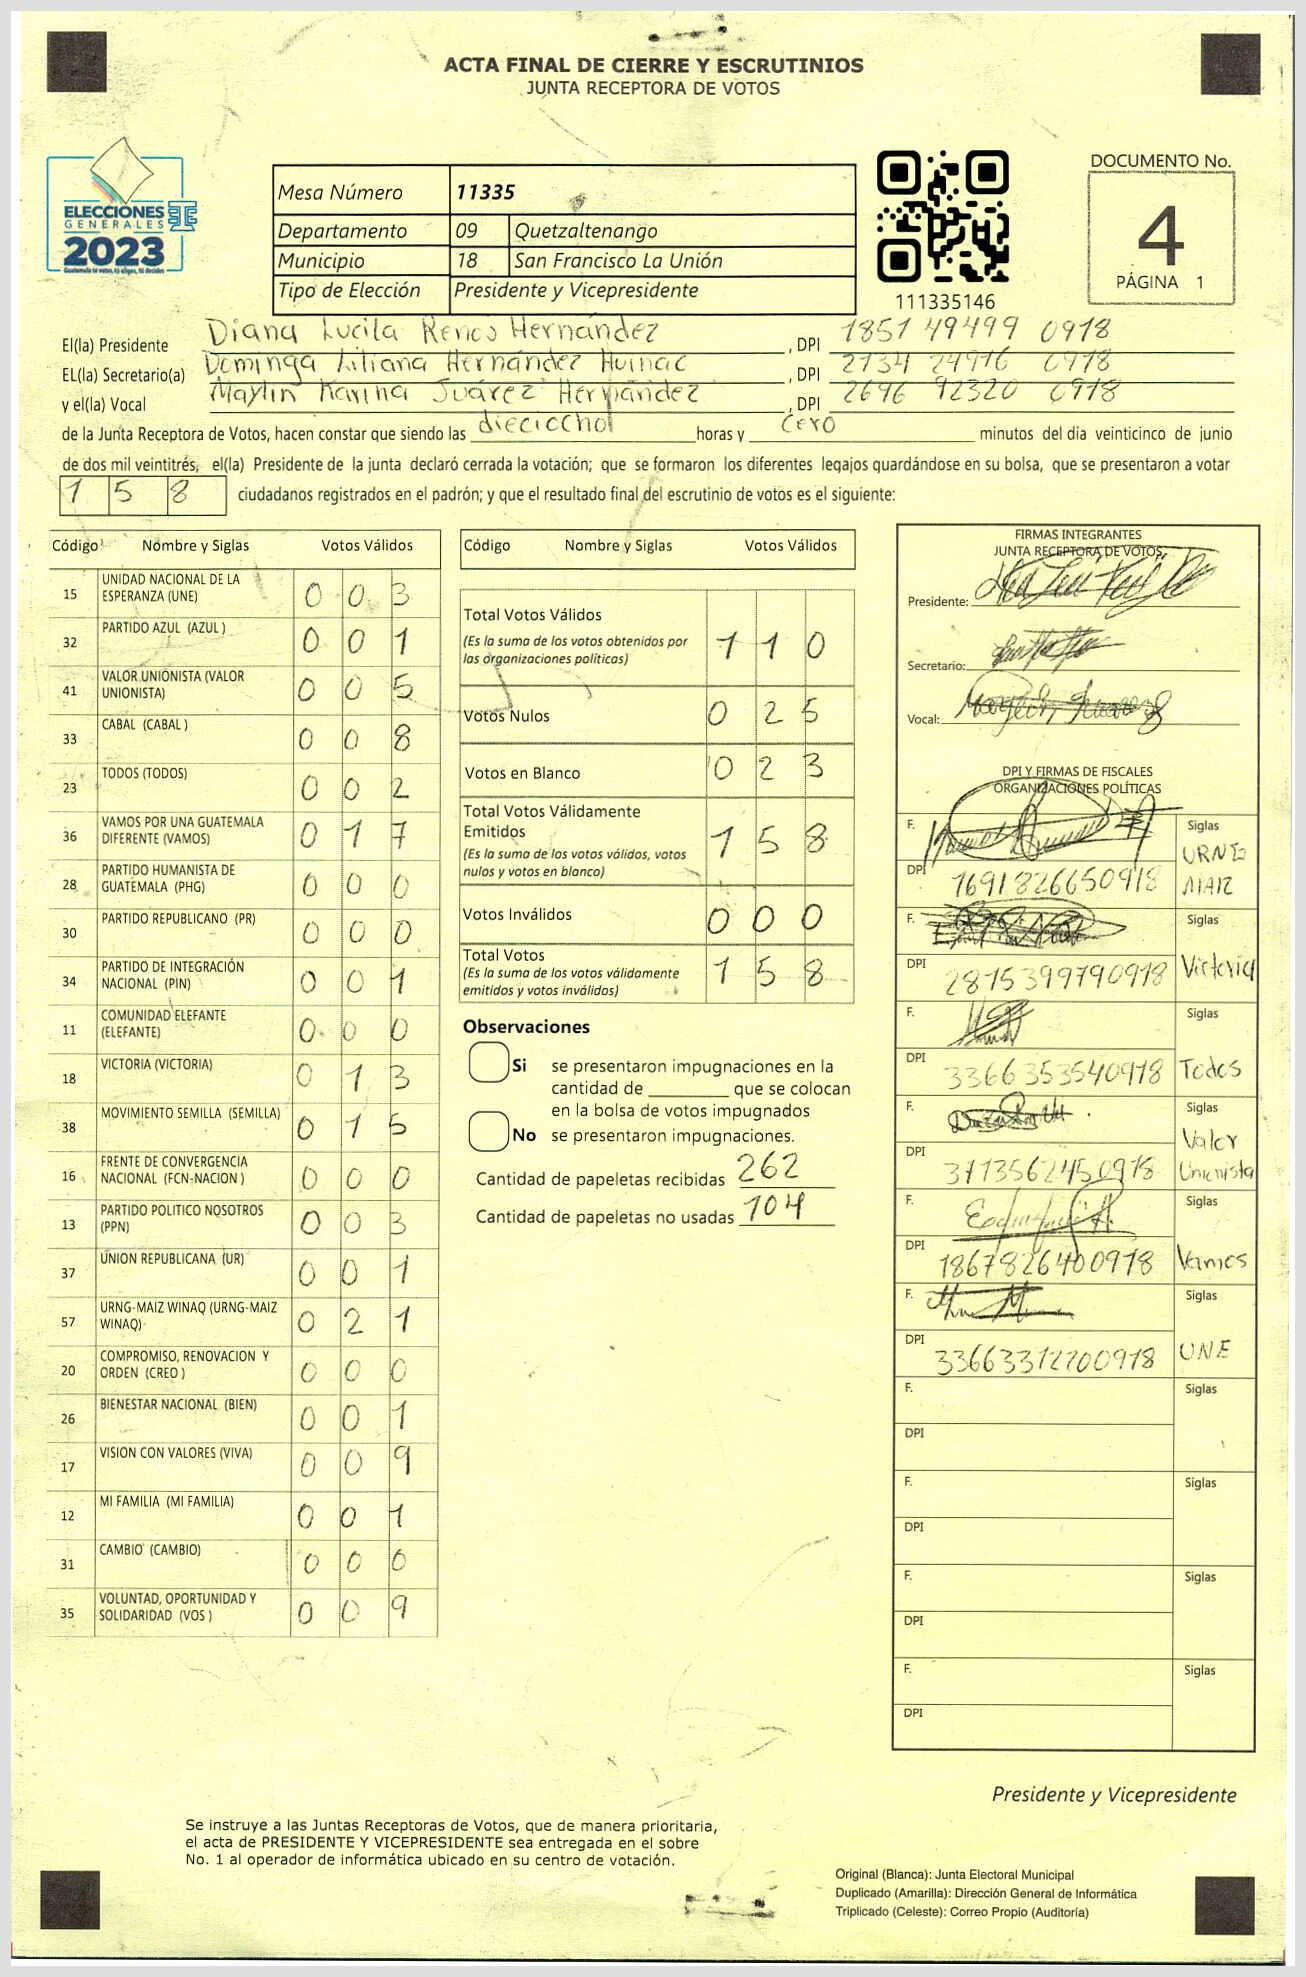 ACTA FINAL DE CIERRE Y ESCRUTINIOS
JUNTA RECEPTORA DE VOTOS
ELECCIONES
GENERALES
2023
Mesa Número 11335
Departamento 09 Quetzaltenango
Municipio 18 San Francisco La Unión
Tipo de Elección Presidente y Vicepresidente
111335146
DOCUMENTO No.
4
PÁGINA 1
El(la) Presidente Diana Lucila Hernández , DPI 1851 49499 0918
EL(la) Secretario(a) Dominga Liliana Hernández Huinac , DPI 2134 24916 0918
y el(la) Vocal Maylin Karina Juárez Hernández , DPI 2696 92320 0918
de la Junta Receptora de Votos, hacen constar que siendo las dieciocho horas y cero minutos del día veinticinco de junio
de dos mil veintitrés, el(la) Presidente de la junta declaró cerrada la votación; que se formaron los diferentes legajos guardándose en su bolsa, que se presentaron a votar
1 5 8 ciudadanos registrados en el padrón; y que el resultado final del escrutinio de votos es el siguiente:
Código Nombre y Siglas Votos Válidos
15 UNIDAD NACIONAL DE LA ESPERANZA (UNE) 0 0 3
32 PARTIDO AZUL (AZUL ) 0 0 1
41 VALOR UNIONISTA (VALOR UNIONISTA) 0 0 5
33 CABAL (CABAL ) 0 0 8
23 TODOS (TODOS) 0 0 2
36 VAMOS POR UNA GUATEMALA DIFERENTE (VAMOS) 0 1 7
28 PARTIDO HUMANISTA DE GUATEMALA (PHG) 0 0 0
30 PARTIDO REPUBLICANO (PR) 0 0 0
34 PARTIDO DE INTEGRACIÓN NACIONAL (PIN) 0 0 1
11 COMUNIDAD ELEFANTE (ELEFANTE) 0 0 0
18 VICTORIA (VICTORIA) 0 1 3
38 MOVIMIENTO SEMILLA (SEMILLA) 0 1 5
16 FRENTE DE CONVERGENCIA NACIONAL (FCN-NACION ) 0 0 0
13 PARTIDO POLITICO NOSOTROS (PPN) 0 0 3
37 UNION REPUBLICANA (UR) 0 0 1
57 URNG-MAIZ WINAQ (URNG-MAIZ WINAQ) 0 2 1
20 COMPROMISO, RENOVACION Y ORDEN (CREO ) 0 0 0
26 BIENESTAR NACIONAL (BIEN) 0 0 1
17 VISION CON VALORES (VIVA) 0 0 9
12 MI FAMILIA (MI FAMILIA) 0 0 1
31 CAMBIO (CAMBIO) 0 0 0
35 VOLUNTAD, OPORTUNIDAD Y SOLIDARIDAD (VOS ) 0 0 9
Código Nombre y Siglas Votos Válidos
Total Votos Válidos 1 1 0
(Es la suma de los votos obtenidos por
las organizaciones políticas)
Votos Nulos 0 2 5
Votos en Blanco 0 2 3
Total Votos Válidamente
Emitidos 1 5 8
(Es la suma de los votos válidos, votos
nulos y votos en blanco)
Votos Inválidos 0 0 0
Total Votos 1 5 8
(Es la suma de los votos válidamente
emitidos y votos inválidos)
Observaciones
Si se presentaron impugnaciones en la
cantidad de ________ que se colocan
en la bolsa de votos impugnados
No se presentaron impugnaciones.
Cantidad de papeletas recibidas 262
Cantidad de papeletas no usadas 104
FIRMAS INTEGRANTES
JUNTA RECEPTORA DE VOTOS
Presidente:
Secretario:
Vocal:
DPI Y FIRMAS DE FISCALES
ORGANIZACIONES POLÍTICAS
F. Siglas
URNG
DPI 1691826650918 MAIZ
F. Siglas
DPI 2815399790918 Victoria
F. Siglas
DPI 3366353540918 Todos
F. Siglas
Valor
DPI 3713562450918 Unionista
F. Siglas
DPI 1867826400918 Vamos
F. Siglas
DPI 33663312200918 UNE
F. Siglas
DPI
F. Siglas
DPI
F. Siglas
DPI
F. Siglas
DPI
Presidente y Vicepresidente
Se instruye a las Juntas Receptoras de Votos, que de manera prioritaria,
el acta de PRESIDENTE Y VICEPRESIDENTE sea entregada en el sobre
No. 1 al operador de informática ubicado en su centro de votación.
Original (Blanca): Junta Electoral Municipal
Duplicado (Amarilla): Dirección General de Informática
Triplicado (Celeste): Correo Propio (Auditoría)